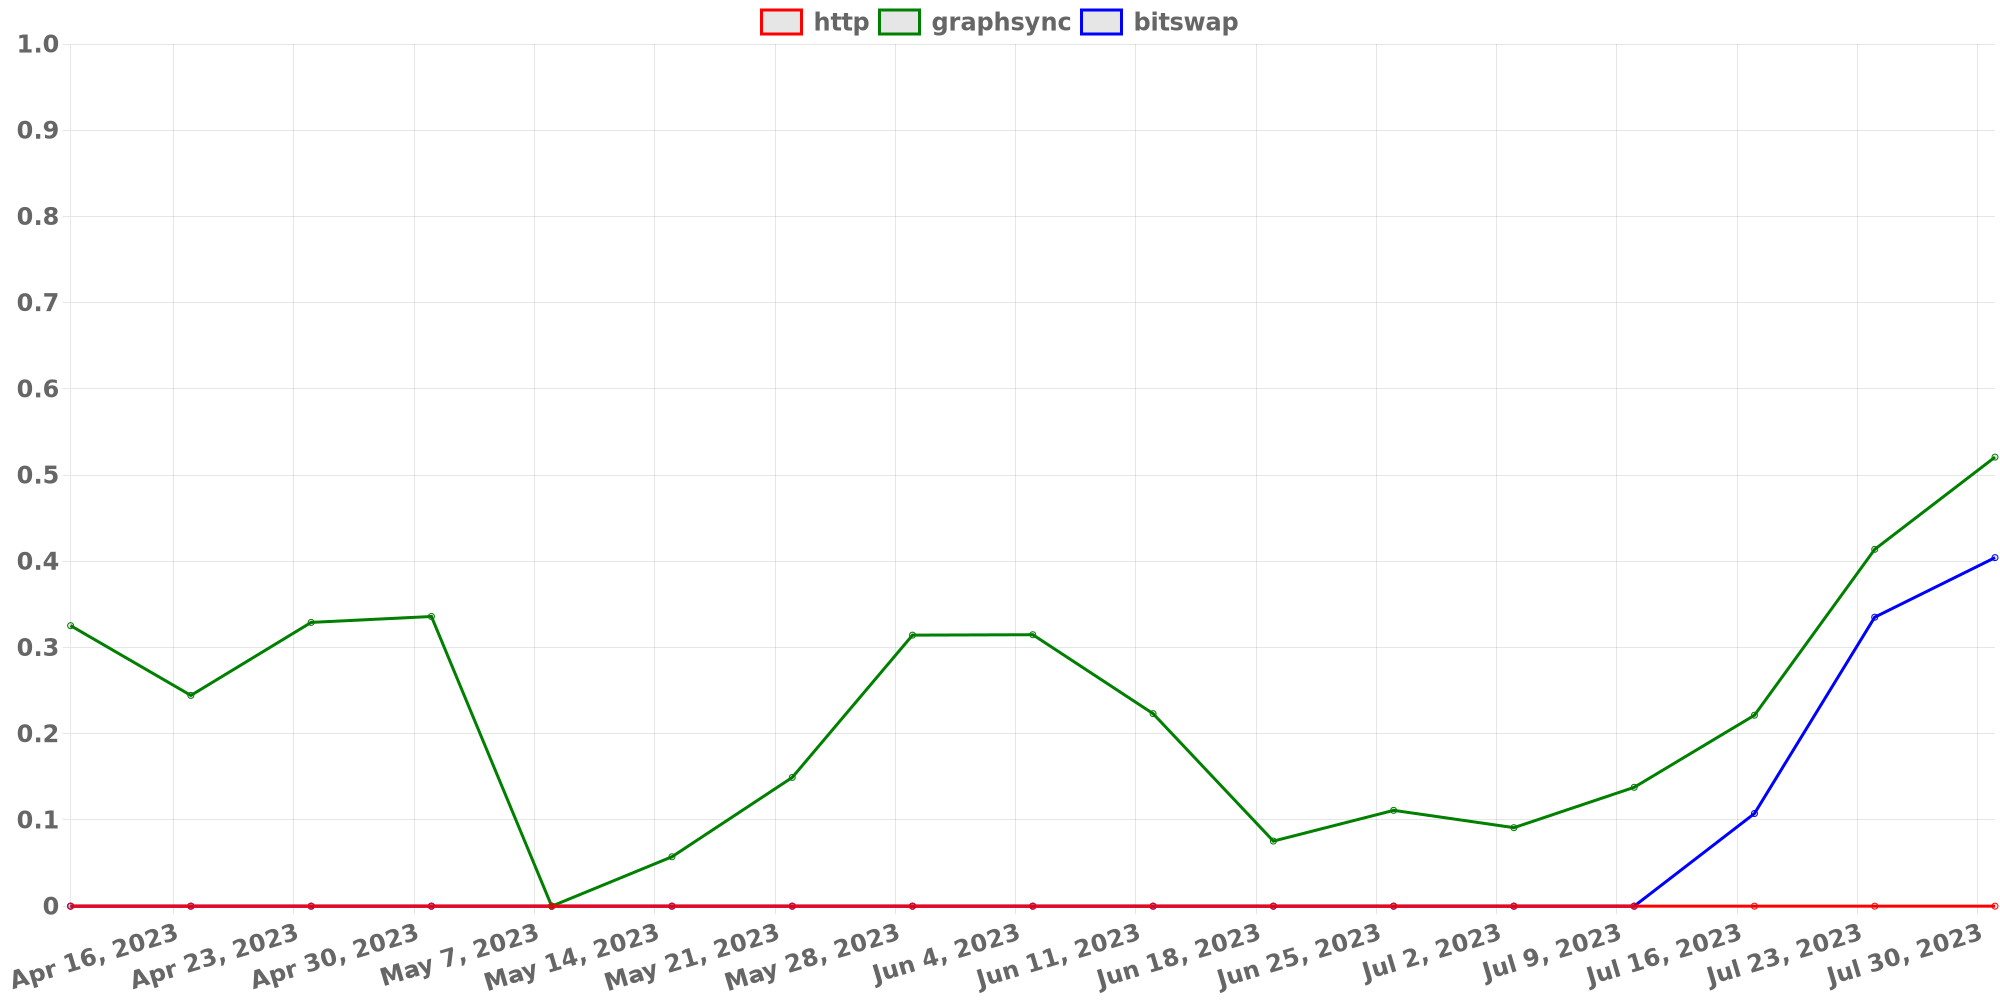 http graphsync bitswap
1.0
0.9
0.8
0.7
0.6
0.5
0.4
0.3
0.2
0.1
0
Apr 16, 2023
Apr 23, 2023
Apr 30, 2023
May 7, 2023
May 14, 2023
May 21, 2023
May 28, 2023
Jun 4, 2023
Jun 11, 2023
Jun 18, 2023
Jun 25, 2023
Jul 2, 2023
Jul 9, 2023
Jul 16, 2023
Jul 23, 2023
Jul 30, 2023